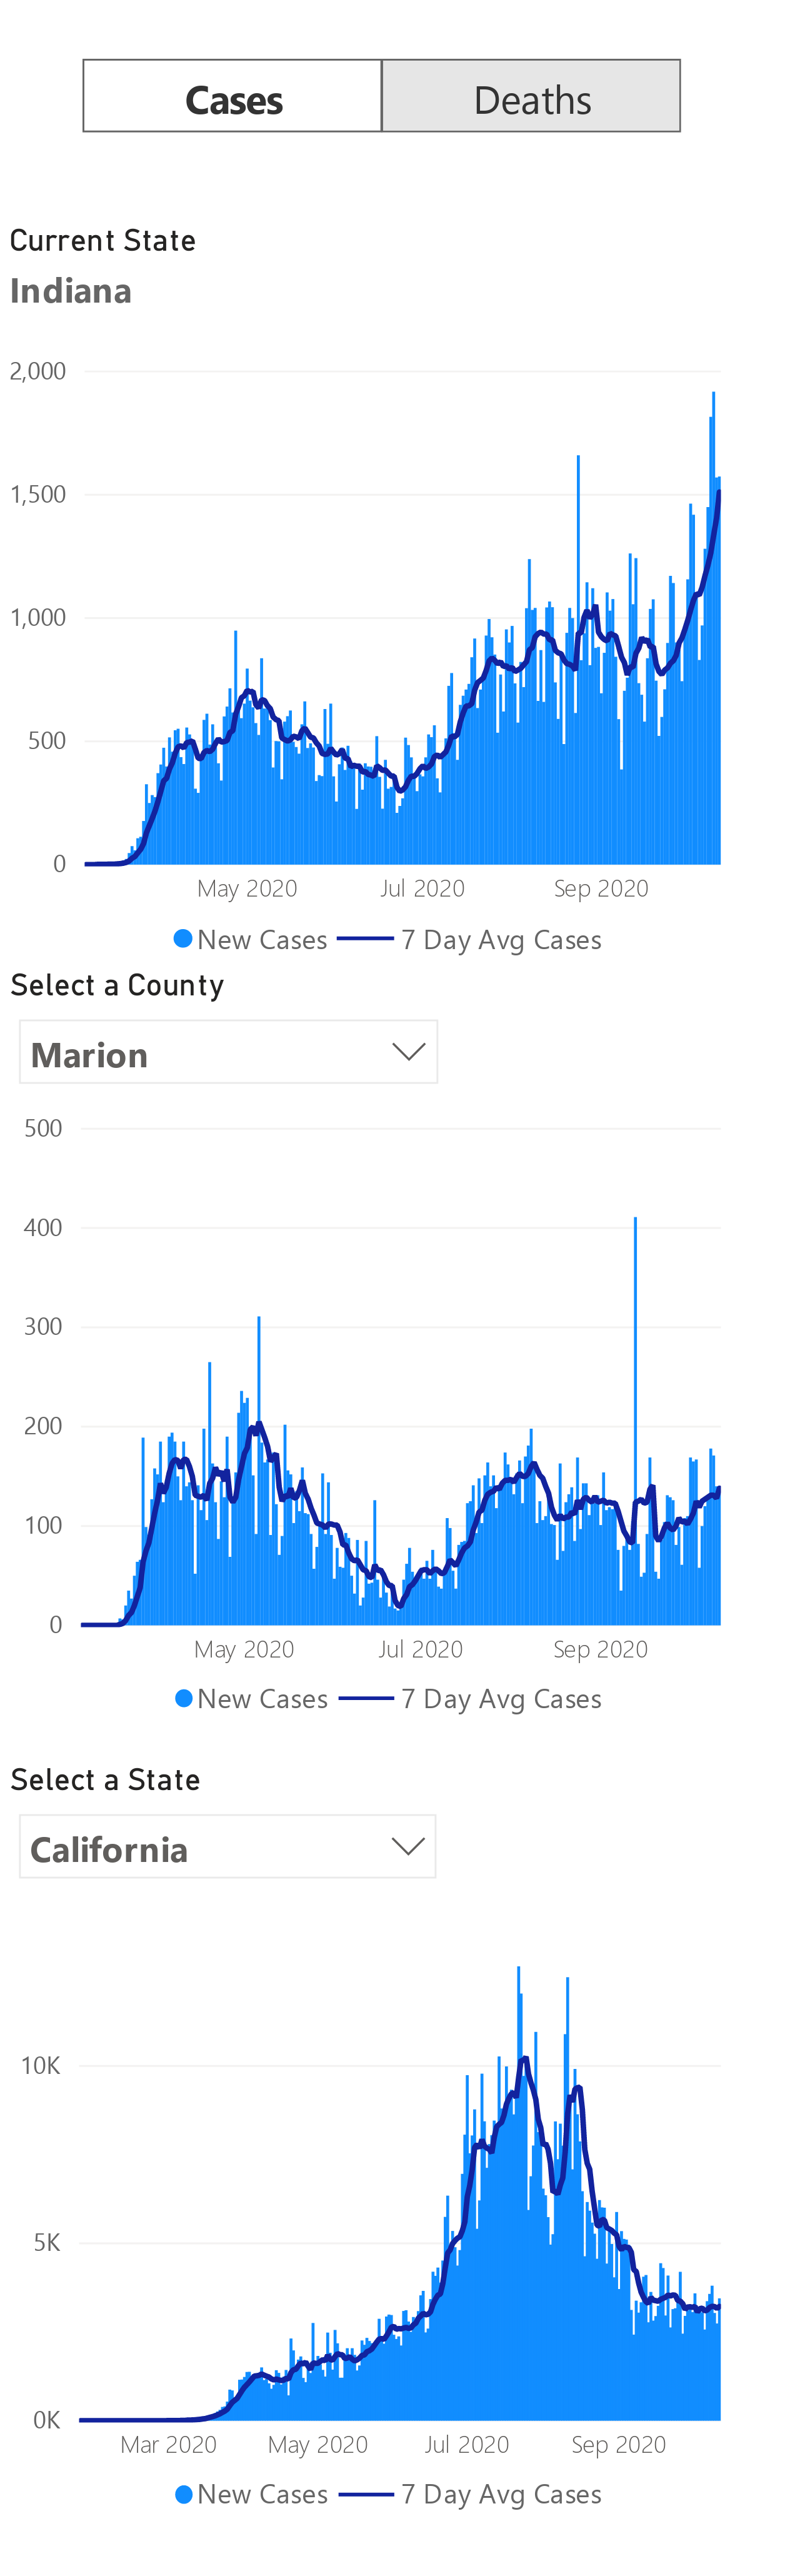 Cases Deaths
Current State
Indiana
2,000
1,500
1,000
500
0
May 2020 Jul 2020 Sep 2020
New Cases 7 Day Avg Cases
Select a County
Marion
500
400
300
200
100
0
May 2020 Jul 2020 Sep 2020
New Cases 7 Day Avg Cases
Select a State
California
10K
5K
0K
Mar 2020 May 2020 Jul 2020 Sep 2020
New Cases 7 Day Avg Cases